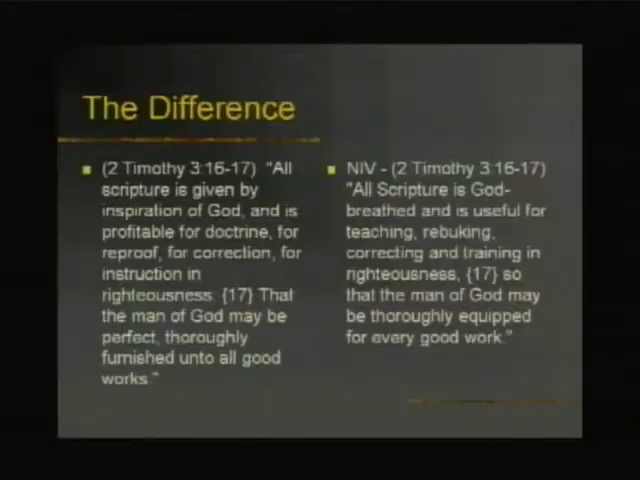 The Difference
(2 Timothy 3:16-17) "All
scripture is given by
inspiration of God, and is
profitable for doctrine, for
reproof, for correction, for
instruction in
righteousness: {17} That
the man of God may be
perfect, thoroughly
furnished unto all good
works."
NIV - (2 Timothy 3:16-17)
"All Scripture is God-
breathed and is useful for
teaching, rebuking,
correcting and training in
righteousness, {17} so
that the man of God may
be thoroughly equipped
for every good work."